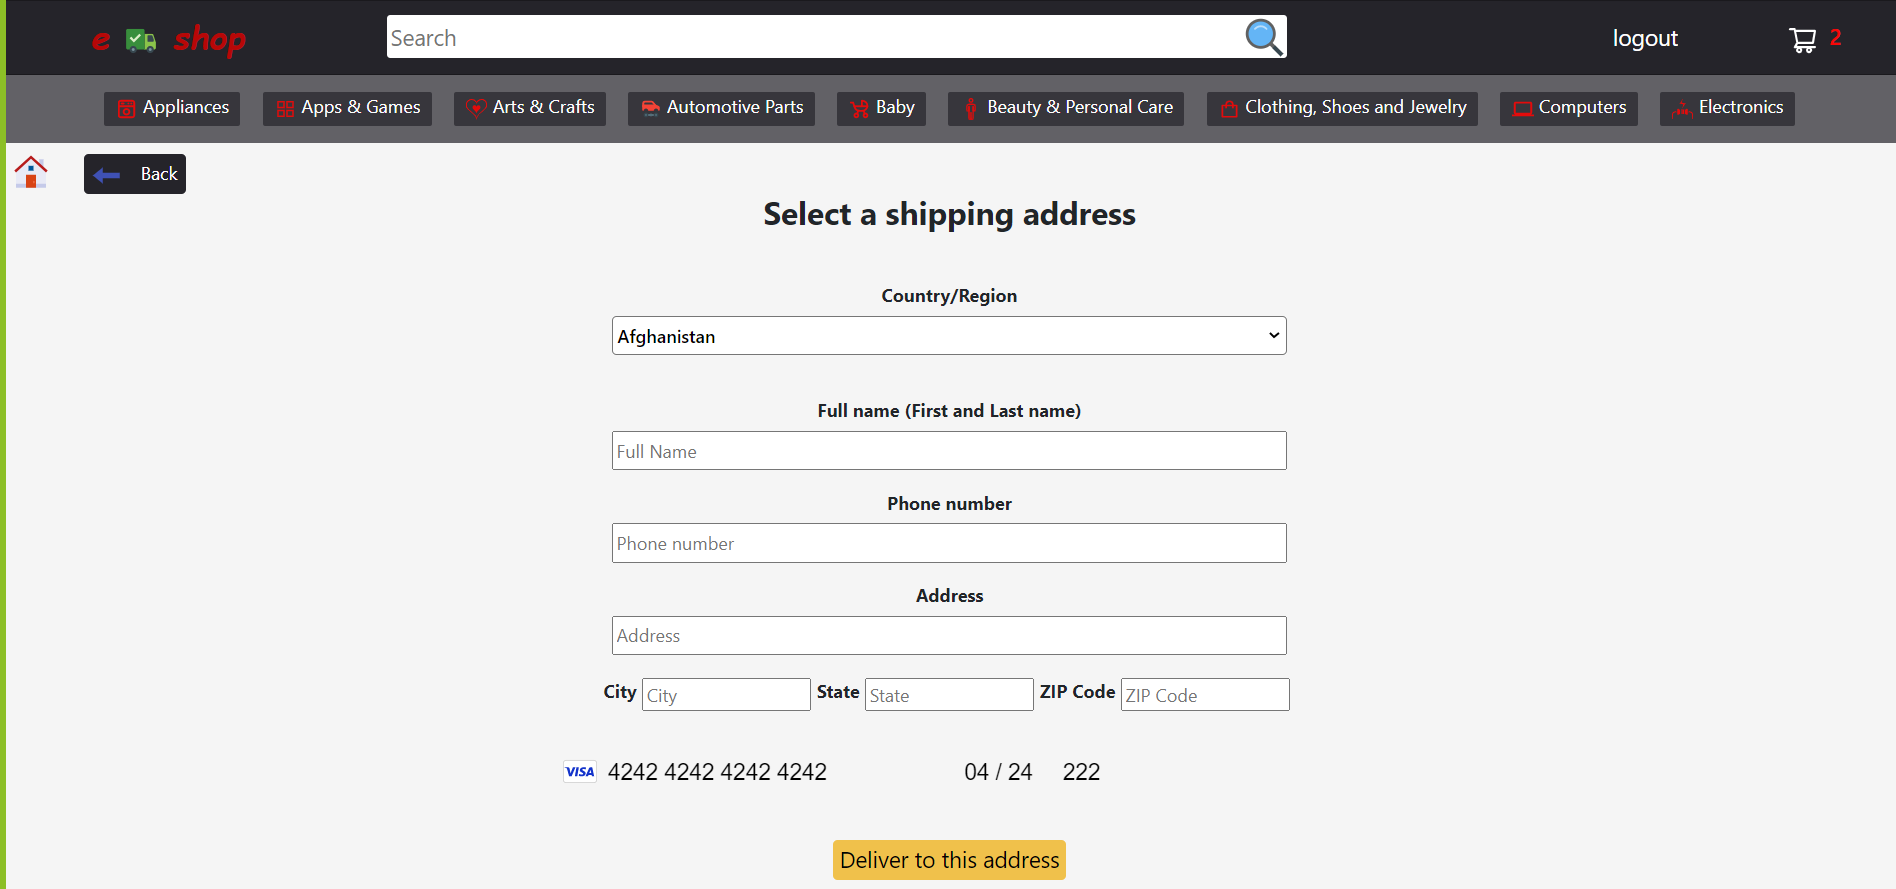 e shop
Search
logout
2
Appliances
Apps & Games
Arts & Crafts
Automotive Parts
Baby
Beauty & Personal Care
Clothing, Shoes and Jewelry
Computers
Electronics
Back
Select a shipping address
Country/Region
Afghanistan
Full name (First and Last name)
Full Name
Phone number
Phone number
Address
Address
City City State State ZIP Code ZIP Code
VISA 4242 4242 4242 4242 04 / 24 222
Deliver to this address